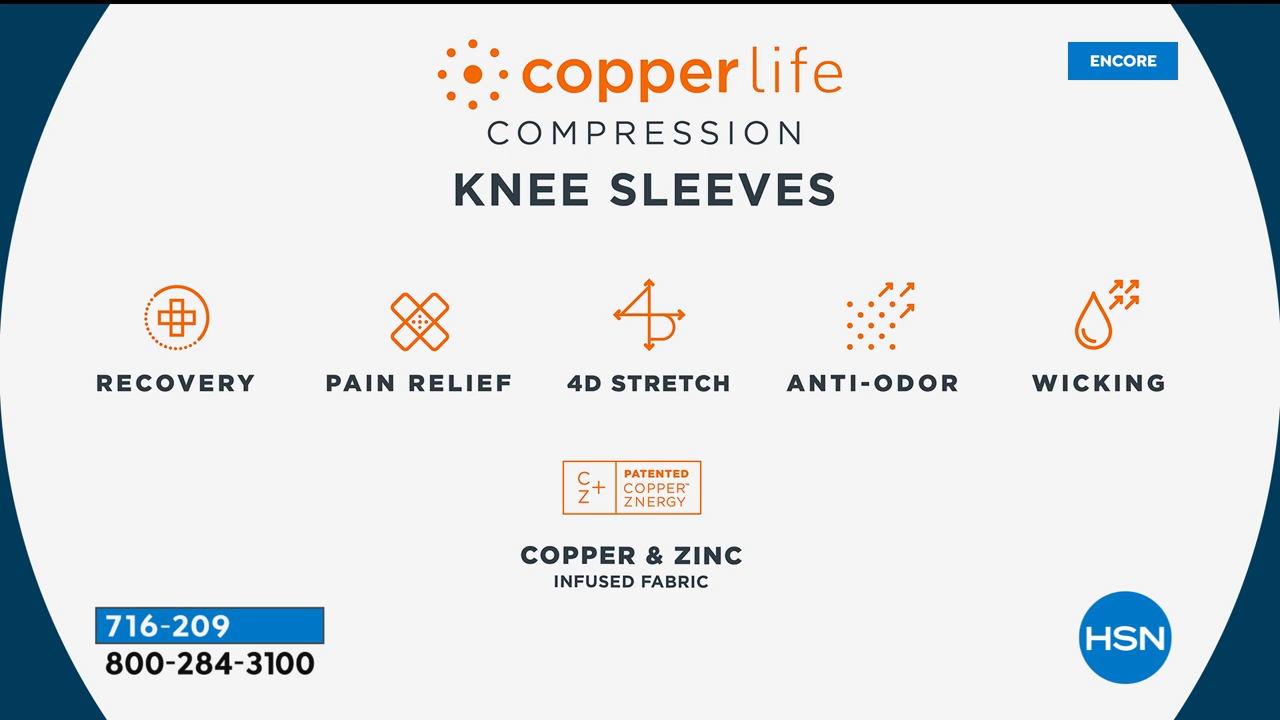 copper life
ENCORE
COMPRESSION
KNEE SLEEVES
RECOVERY
PAIN RELIEF
4D STRETCH
ANTI-ODOR
WICKING
C+
Z
PATENTED
COPPER™
ZNERGY
COPPER & ZINC
INFUSED FABRIC
716-209
800-284-3100
HSN